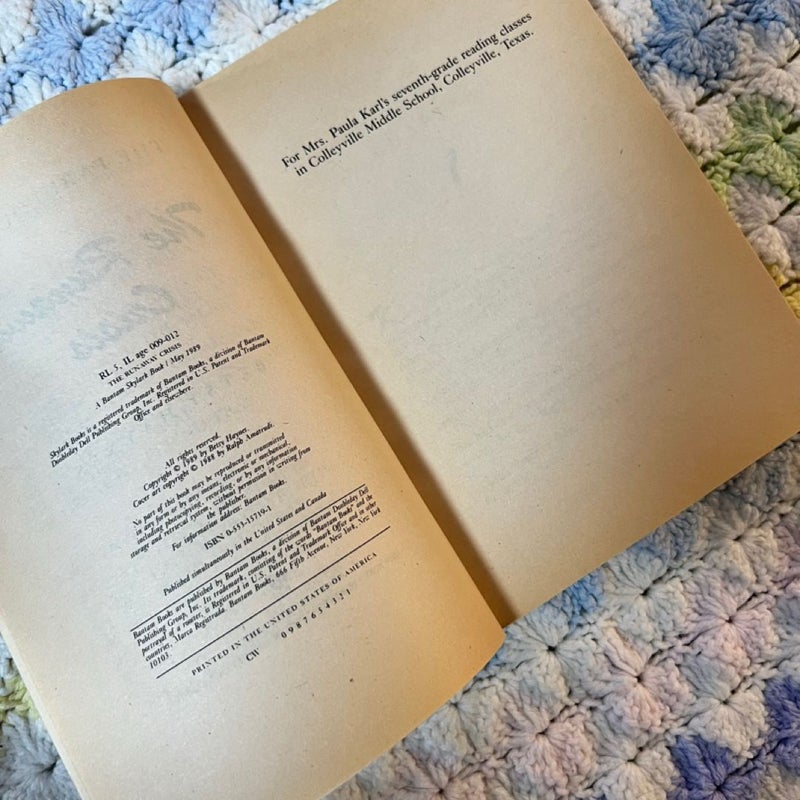 RL 5, IL age 009-012
THE RUNAWAY CRISIS
A Bantam Skylark Book / May 1989
Skylark Books is a registered trademark of Bantam Books, a division of Bantam
Doubleday Dell Publishing Group, Inc. Registered in U.S. Patent and Trademark
Office and elsewhere.
All rights reserved.
Copyright © 1989 by Betsy Haynes.
Cover art copyright © 1988 by Ralph Amatrudi.
No part of this book may be reproduced or transmitted
in any form or by any means, electronic or mechanical,
including photocopying, recording, or by any information
storage and retrieval system, without permission in writing from
the publisher.
For information address: Bantam Books.
ISBN 0-553-15719-1
Published simultaneously in the United States and Canada
Bantam Books are published by Bantam Books, a division of Bantam Doubleday Dell
Publishing Group, Inc. Its trademark, consisting of the words "Bantam Books" and the
portrayal of a rooster, is Registered in U.S. Patent and Trademark Office and in other
countries. Marca Registrada. Bantam Books, 666 Fifth Avenue, New York, New York
10103.
PRINTED IN THE UNITED STATES OF AMERICA
CW 0 9 8 7 6 5 4 3 2 1
For Mrs. Paula Karl's seventh-grade reading classes
in Colleyville Middle School, Colleyville, Texas.